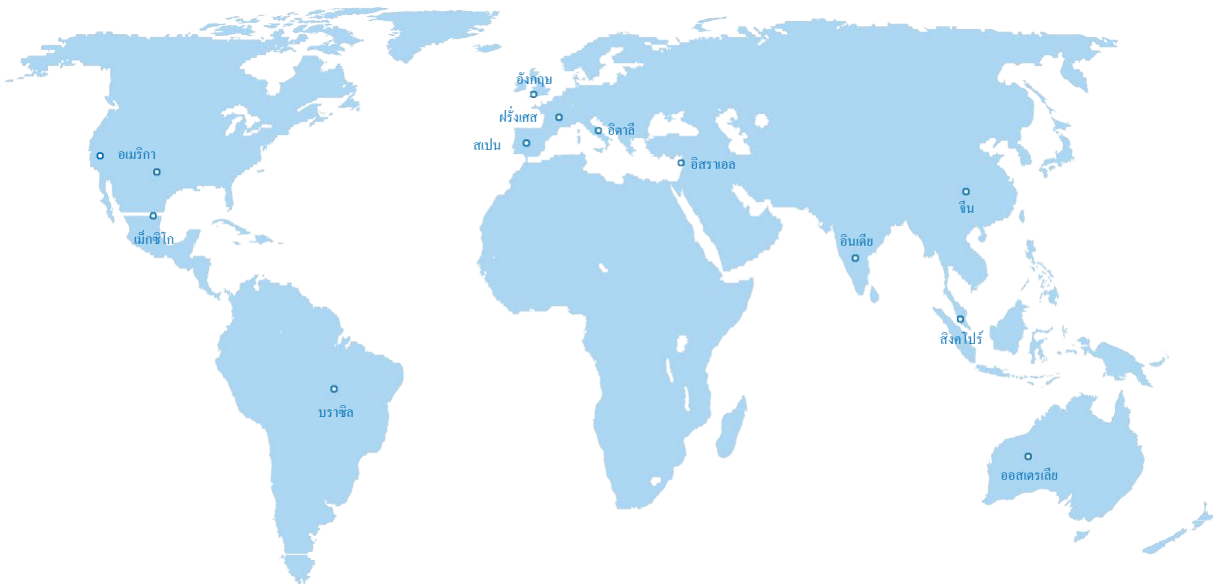 อังกฤษ
ฝรั่งเศส
อิตาลี
สเปน
อเมริกา
อิสราเอล
จีน
เม็กซิโก
อินเดีย
สิงคโปร์
บราซิล
ออสเตรเลีย